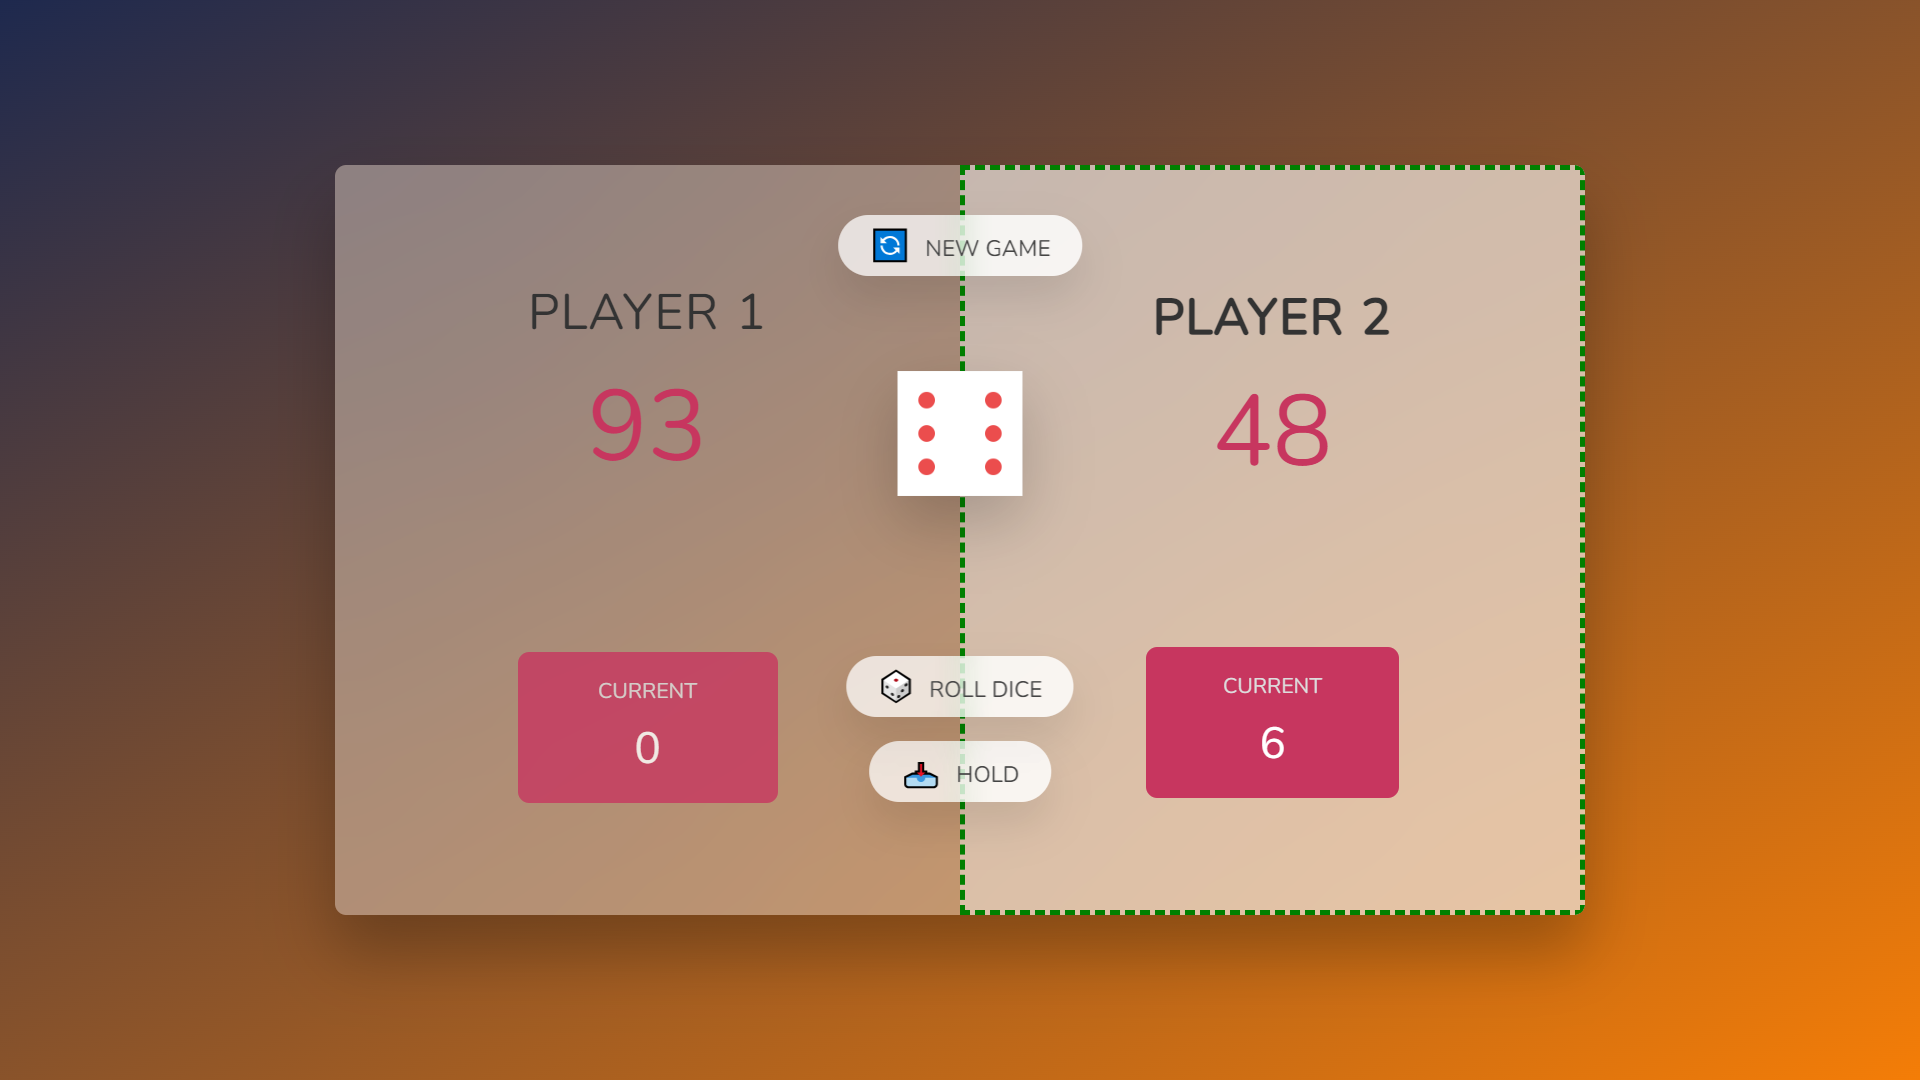 NEW GAME
PLAYER 1
93
CURRENT
0
PLAYER 2
48
CURRENT
6
ROLL DICE
HOLD